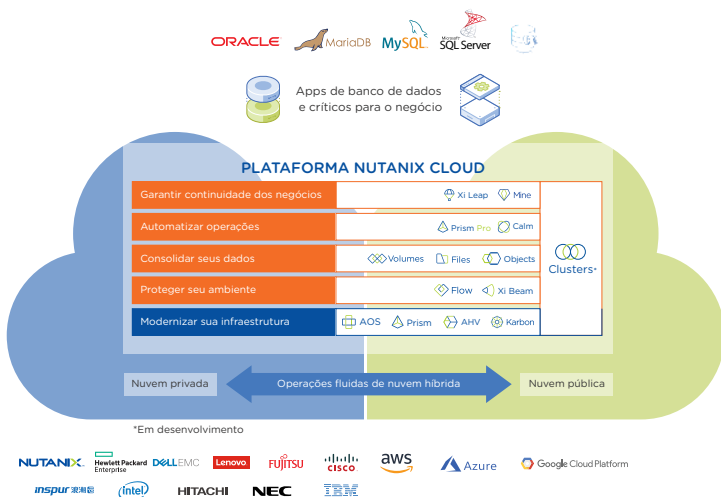 ORACLE MariaDB MySQL Microsoft SQL Server
Apps de banco de dados
e críticos para o negócio
PLATAFORMA NUTANIX CLOUD
Garantir continuidade dos negócios Xi Leap Mine
Automatizar operações Prism Pro Calm
Consolidar seus dados Volumes Files Objects
Clusters*
Proteger seu ambiente Flow Xi Beam
Modernizar sua infraestrutura AOS Prism AHV Karbon
Nuvem privada Operações fluidas de nuvem híbrida Nuvem pública
*Em desenvolvimento
NUTANIX Hewlett Packard Enterprise DELLEMC Lenovo FUJITSU CISCO aws Azure Google Cloud Platform
inspur 浪潮 intel HITACHI NEC IBM